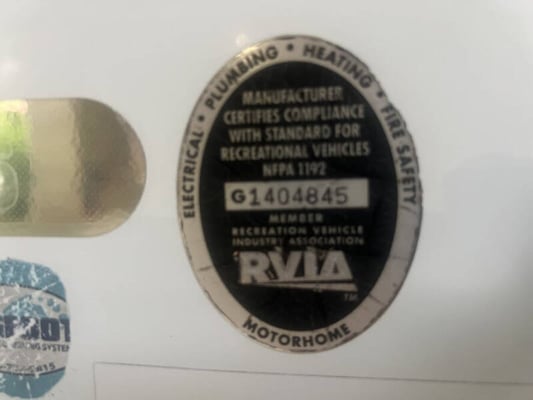 ELECTRICAL • PLUMBING • HEATING • FIRE SAFETY
MANUFACTURER
CERTIFIES COMPLIANCE
WITH STANDARD FOR
RECREATIONAL VEHICLES
NFPA 1192
G1404845
MEMBER
RECREATION VEHICLE
INDUSTRY ASSOCIATION
RVIA
TM
MOTORHOME